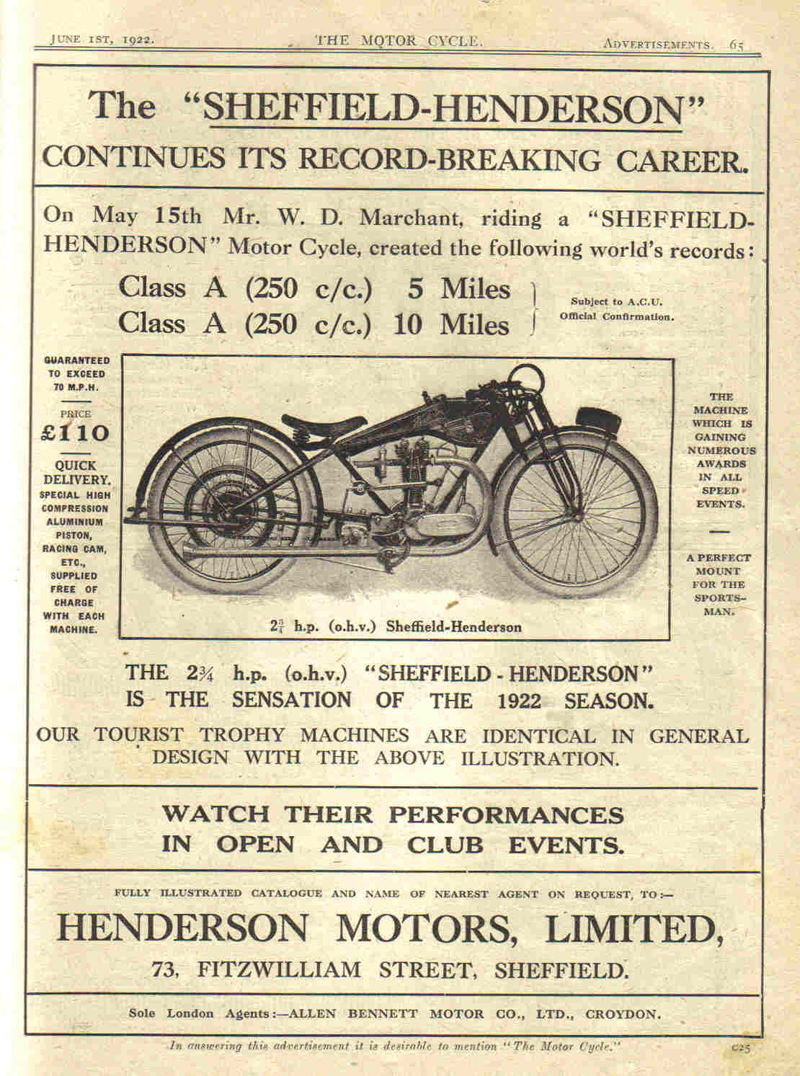 JUNE 1ST, 1922. THE MOTOR CYCLE. ADVERTISEMENTS. 65
The “SHEFFIELD-HENDERSON”
CONTINUES ITS RECORD-BREAKING CAREER.
On May 15th Mr. W. D. Marchant, riding a “SHEFFIELD-
HENDERSON” Motor Cycle, created the following world's records:
Class A (250 c/c.) 5 Miles
Class A (250 c/c.) 10 Miles
Subject to A.C.U.
Official Confirmation.
GUARANTEED
TO EXCEED
70 M.P.H.
PRICE
£110
QUICK
DELIVERY.
SPECIAL HIGH
COMPRESSION
ALUMINIUM
PISTON,
RACING CAM,
ETC.,
SUPPLIED
FREE OF
CHARGE
WITH EACH
MACHINE.
2¾ h.p. (o.h.v.) Sheffield-Henderson
THE
MACHINE
WHICH IS
GAINING
NUMEROUS
AWARDS
IN ALL
SPEED
EVENTS.
A PERFECT
MOUNT
FOR THE
SPORTS-
MAN.
THE 2¾ h.p. (o.h.v.) “SHEFFIELD - HENDERSON”
IS THE SENSATION OF THE 1922 SEASON.
OUR TOURIST TROPHY MACHINES ARE IDENTICAL IN GENERAL
DESIGN WITH THE ABOVE ILLUSTRATION.
WATCH THEIR PERFORMANCES
IN OPEN AND CLUB EVENTS.
FULLY ILLUSTRATED CATALOGUE AND NAME OF NEAREST AGENT ON REQUEST, TO:—
HENDERSON MOTORS, LIMITED,
73, FITZWILLIAM STREET, SHEFFIELD.
Sole London Agents:—ALLEN BENNETT MOTOR CO., LTD., CROYDON.
In answering this advertisement it is desirable to mention “The Motor Cycle.” C25